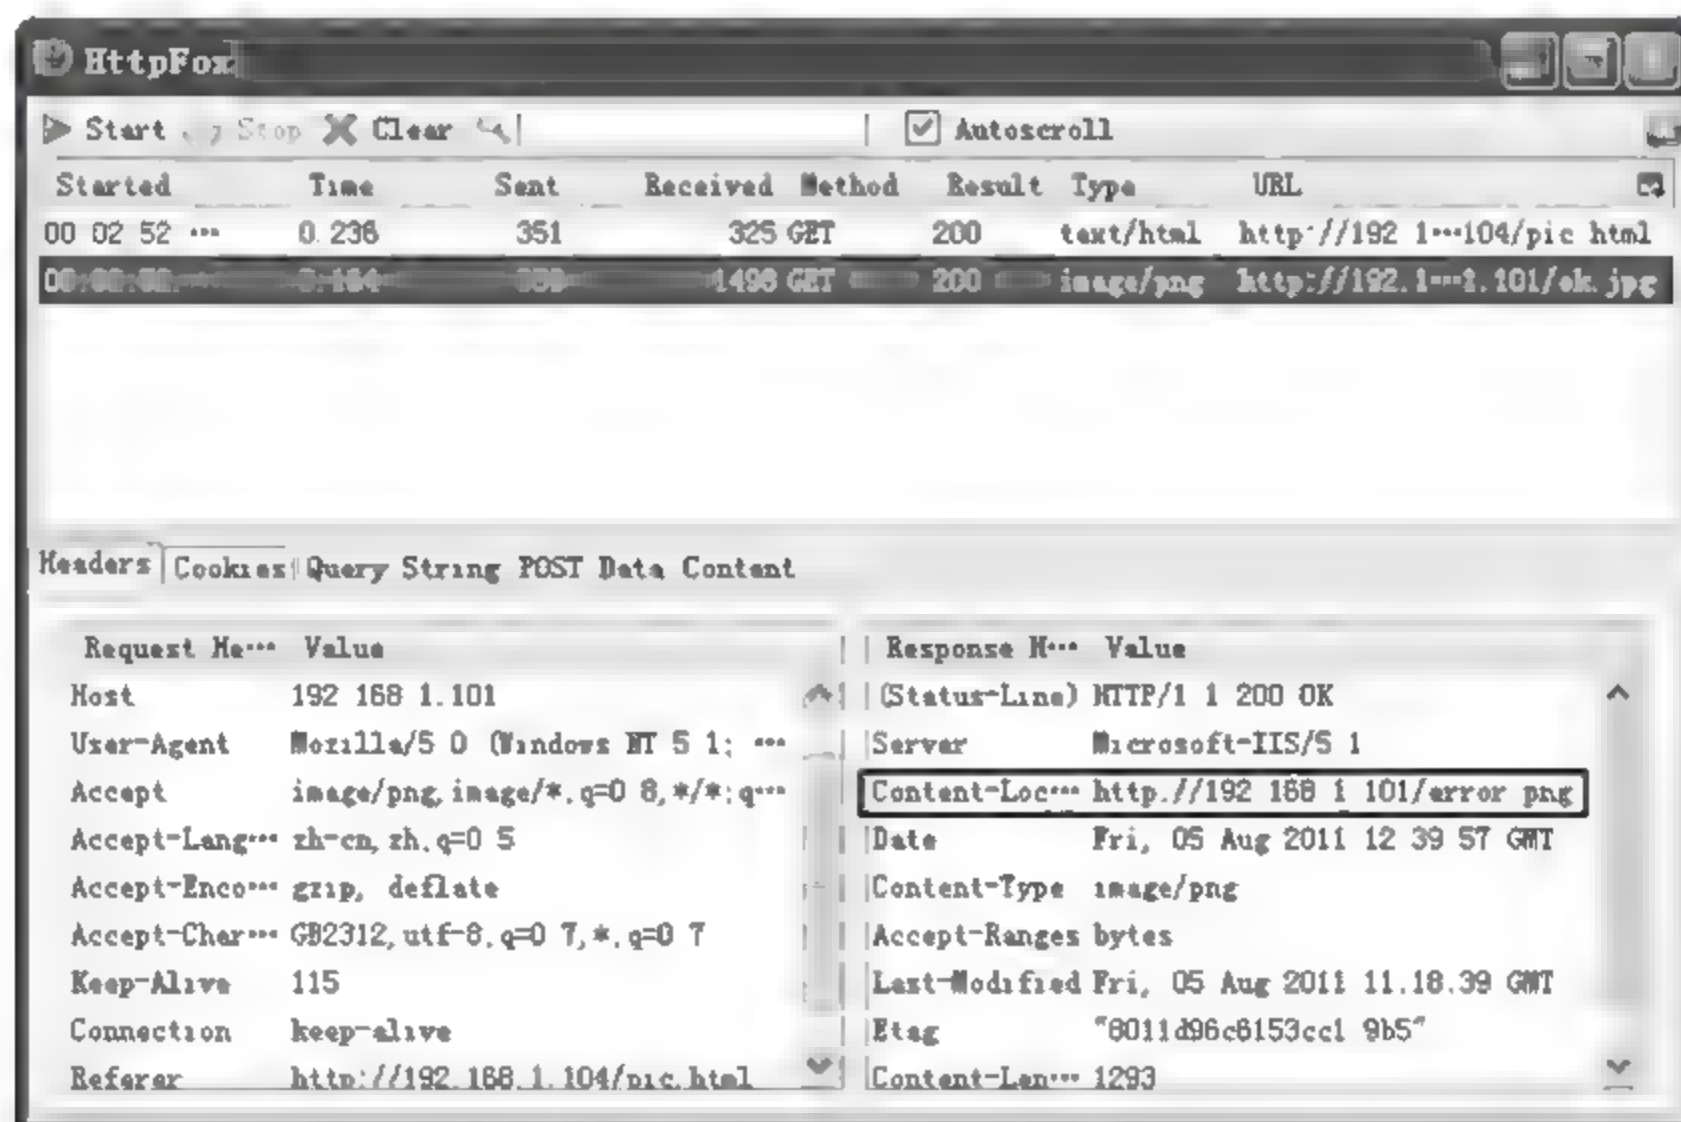 HttpFox
Start Stop Clear Autoscroll
Started Time Sent Received Method Result Type URL
00 02 52 ··· 0.236 351 325 GET 200 text/html http://192 1···104/pic html
1498 GET 200 image/png http://192.1···1.101/ok.jpg
Headers Cookies Query String POST Data Content
Request He··· Value
Host 192 168 1.101
User-Agent Mozilla/5 0 (Windows NT 5 1; ···
Accept image/png,image/*,q=0 8,*/*;q···
Accept-Lang··· zh-cn,zh,q=0 5
Accept-Enco··· gzip, deflate
Accept-Char··· GB2312,utf-8,q=0 7,*,q=0 7
Keep-Alive 115
Connection keep-alive
Referer http://192.168.1.104/pic.html
Response H··· Value
(Status-Line) HTTP/1 1 200 OK
Server Microsoft-IIS/5 1
Content-Loc··· http://192 168 1 101/error png
Date Fri, 05 Aug 2011 12 39 57 GMT
Content-Type image/png
Accept-Ranges bytes
Last-Modified Fri, 05 Aug 2011 11.18.39 GMT
Etag
Content-Len··· 1293